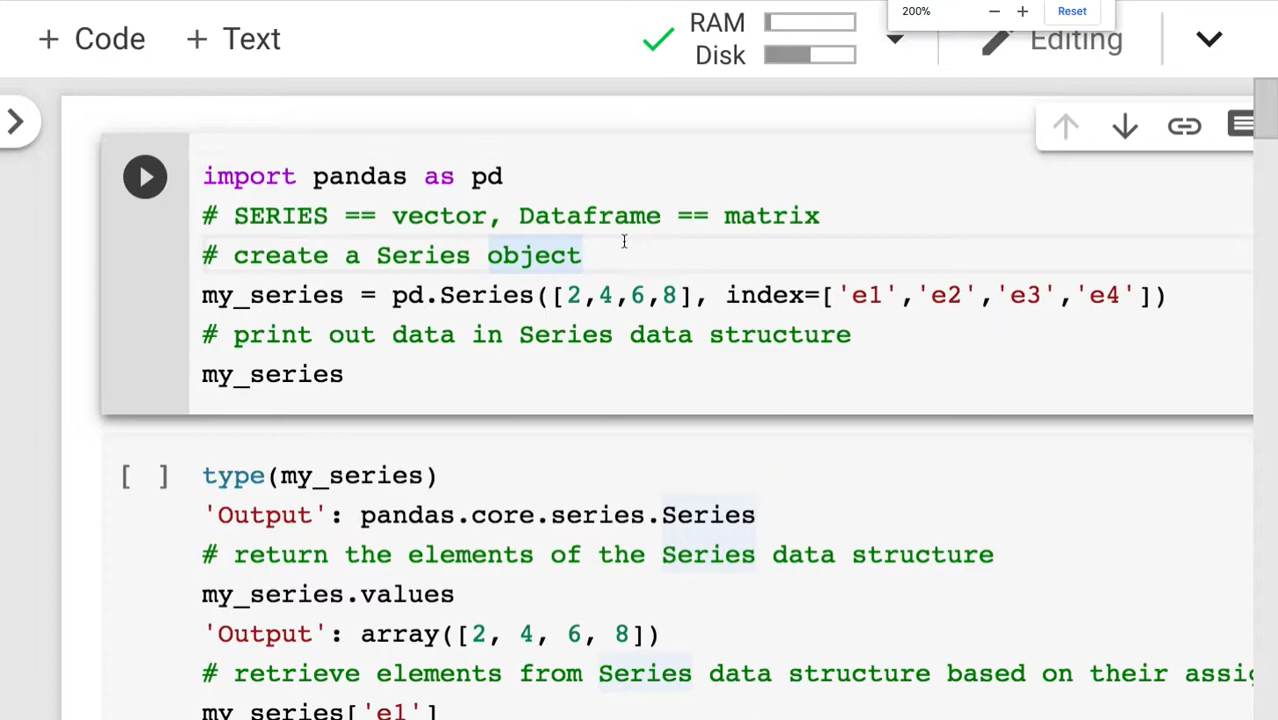 200% − + Reset
+ Code + Text RAM Editing
Disk
import pandas as pd
# SERIES == vector, Dataframe == matrix
# create a Series object
my_series = pd.Series([2,4,6,8], index=['e1','e2','e3','e4'])
# print out data in Series data structure
my_series
[ ] type(my_series)
'Output': pandas.core.series.Series
# return the elements of the Series data structure
my_series.values
'Output': array([2, 4, 6, 8])
# retrieve elements from Series data structure based on their assig
my_series['e1']